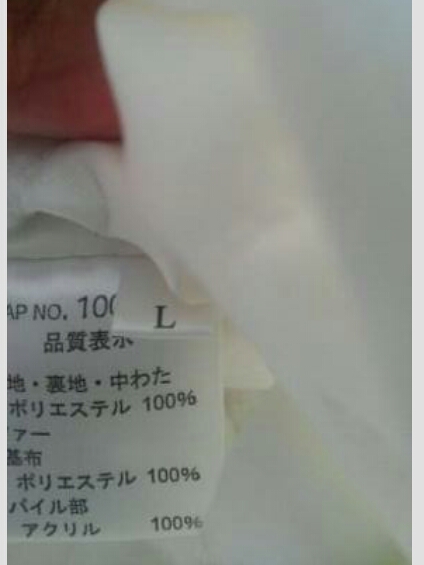 AP NO. 100
L
品質表示
地・裏地・中わた
ポリエステル 100%
ァー
基布
ポリエステル 100%
パイル部
アクリル 100%